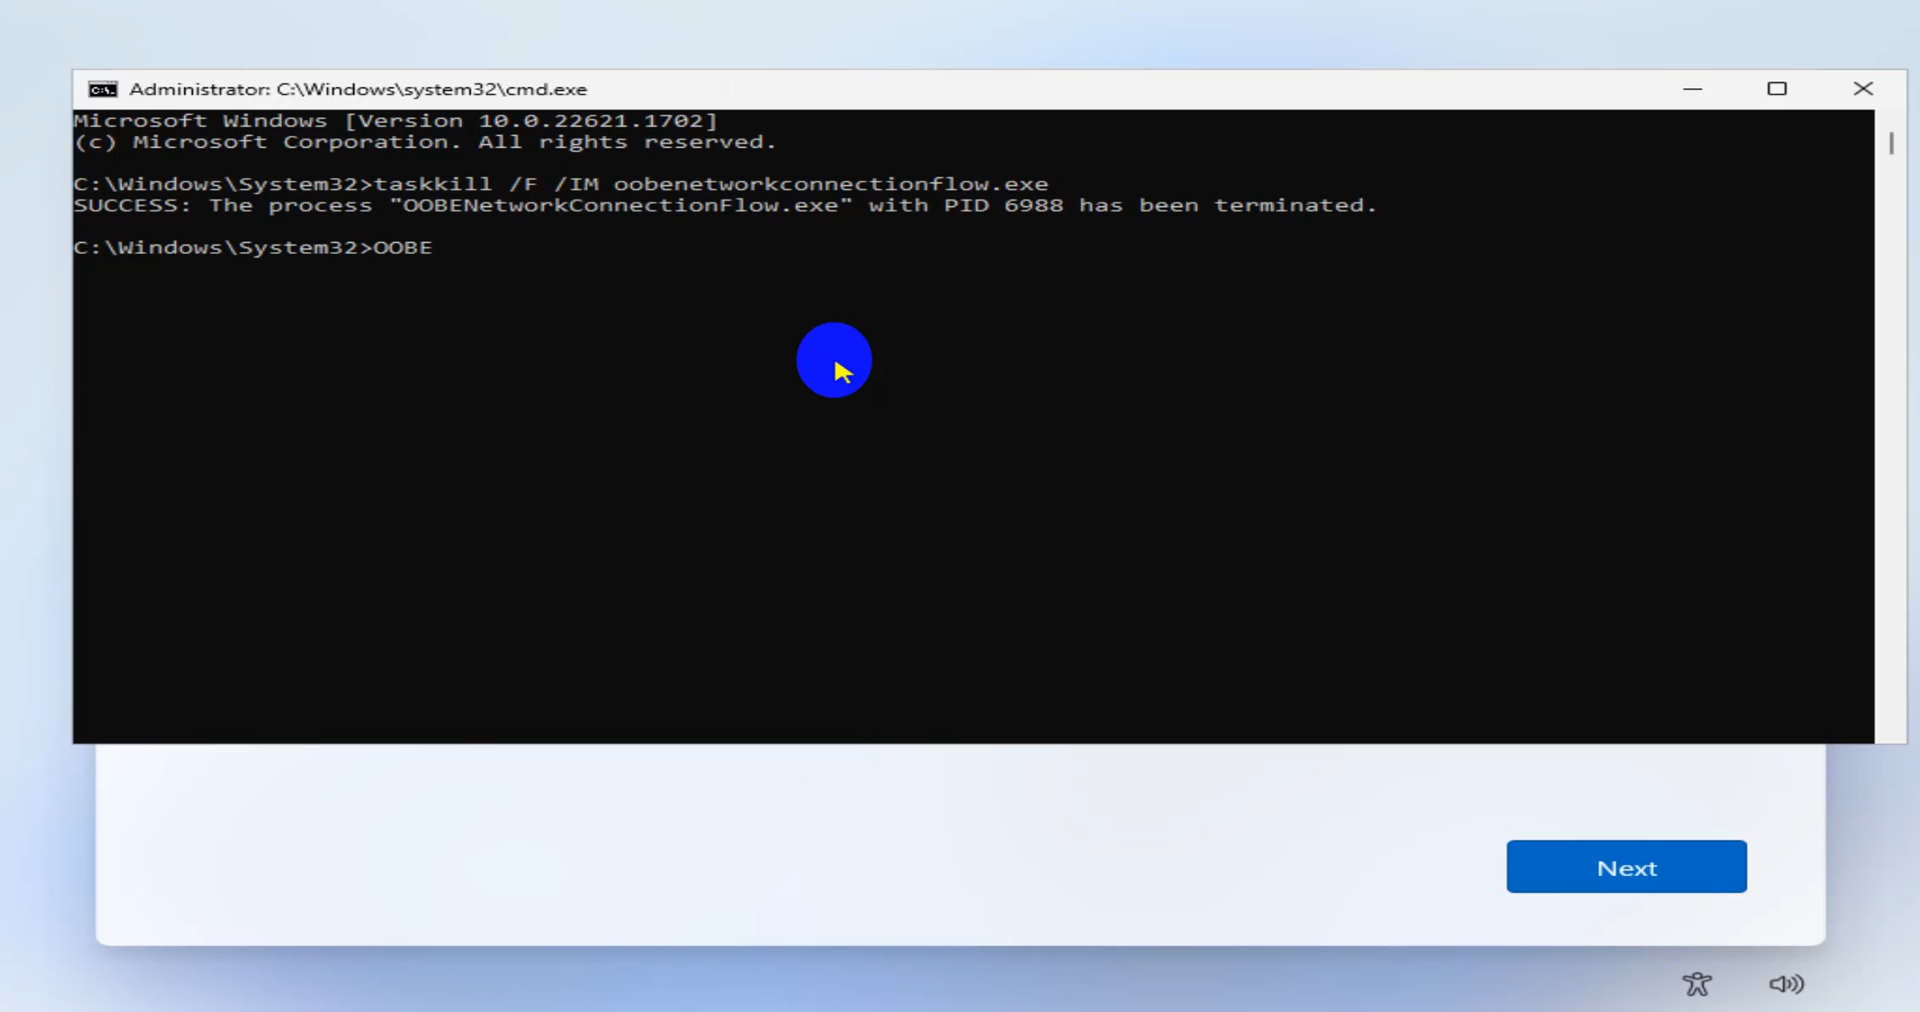 Administrator: C:\Windows\system32\cmd.exe
Microsoft Windows [Version 10.0.22621.1702]
(c) Microsoft Corporation. All rights reserved.
C:\Windows\System32>taskkill /F /IM oobenetworkconnectionflow.exe
SUCCESS: The process "OOBENetworkConnectionFlow.exe" with PID 6988 has been terminated.
C:\Windows\System32>OOBE
Next